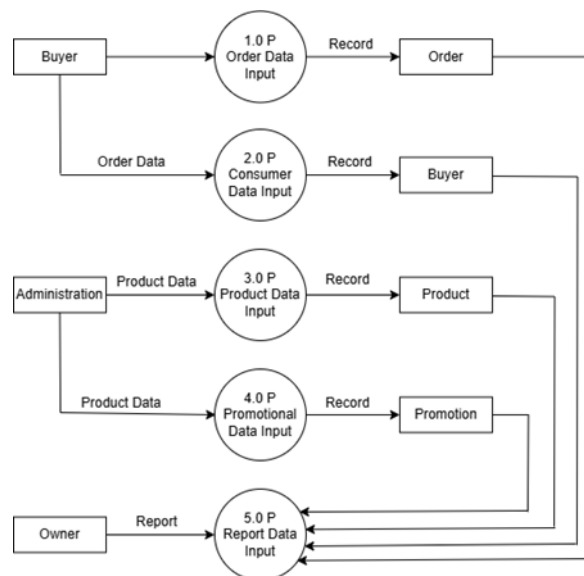 Buyer
1.0 P
Order Data
Input
Record
Order
Order Data
2.0 P
Consumer
Data Input
Record
Buyer
Administration
Product Data
3.0 P
Product Data
Input
Record
Product
Product Data
4.0 P
Promotional
Data Input
Record
Promotion
Owner
Report
5.0 P
Report Data
Input